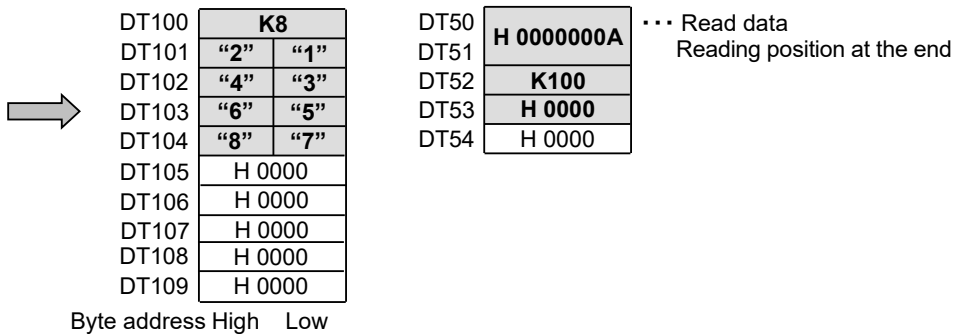 DT100 K8
DT101 “2” “1”
DT102 “4” “3”
DT103 “6” “5”
DT104 “8” “7”
DT105 H 0000
DT106 H 0000
DT107 H 0000
DT108 H 0000
DT109 H 0000
Byte address High Low
DT50 H 0000000A ··· Read data
DT51 Reading position at the end
DT52 K100
DT53 H 0000
DT54 H 0000